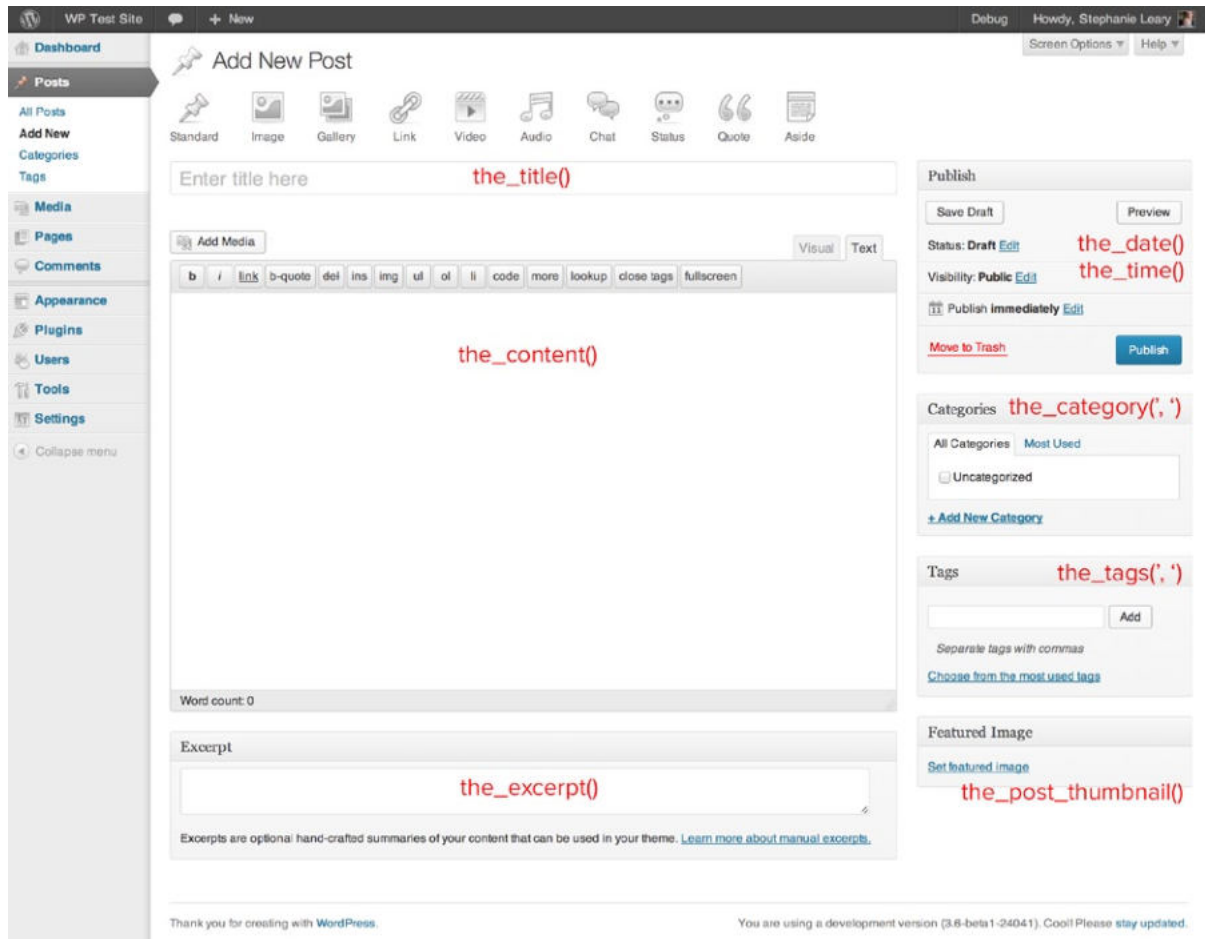 WP Test Site + New Debug Howdy, Stephanie Leary
Screen Options Help
Dashboard
Posts
All Posts
Add New
Categories
Tags
Media
Pages
Comments
Appearance
Plugins
Users
Tools
Settings
Collapse menu
Add New Post
Standard Image Gallery Link Video Audio Chat Status Quote Aside
Enter title here the_title()
Add Media Visual Text
b i link b-quote del ins img ul ol li code more lookup close tags fullscreen
the_content()
Word count: 0
Excerpt
the_excerpt()
Excerpts are optional hand-crafted summaries of your content that can be used in your theme. Learn more about manual excerpts.
Publish
Save Draft Preview
Status: Draft Edit the_date()
Visibility: Public Edit the_time()
Publish immediately Edit
Move to Trash Publish
Categories the_category(’, ‘)
All Categories Most Used
Uncategorized
+ Add New Category
Tags the_tags(’, ‘)
Add
Separate tags with commas
Choose from the most used tags
Featured Image
Set featured image
the_post_thumbnail()
Thank you for creating with WordPress. You are using a development version (3.6-beta1-24041). Cool! Please stay updated.